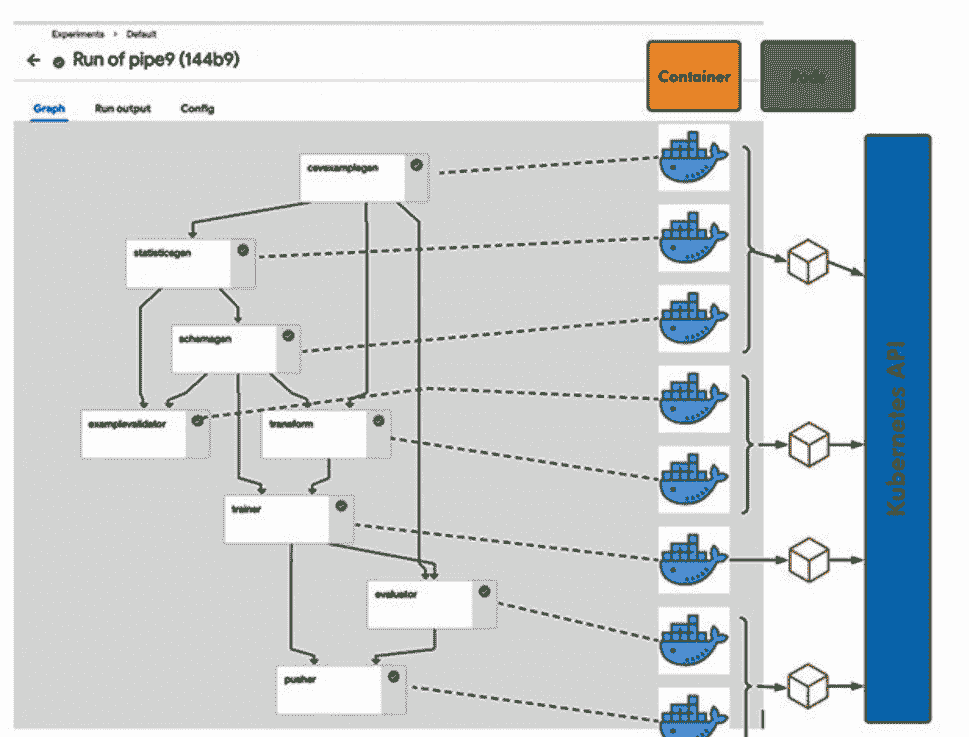 Experiments > Default
Run of pipe9 (144b9)
Container
Graph Run output Config
csvexamplegen
statisticsgen
schemagen
examplevalidator
transform
trainer
evaluator
pusher
Kubernetes API